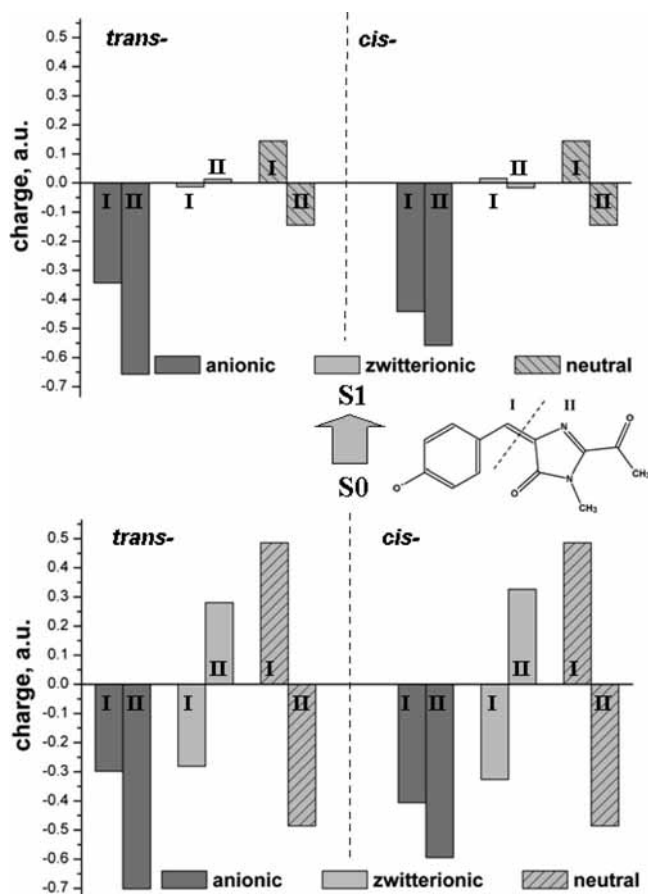 trans-
cis-
charge, a.u.
0.5
0.4
0.3
0.2
0.1
0.0
-0.1
-0.2
-0.3
-0.4
-0.5
-0.6
-0.7
I II I II I II
I II I II I II
anionic zwitterionic neutral
S1
S0
I II
N
O
CH₃
O⁻
O
N
CH₃
trans-
cis-
charge, a.u.
0.5
0.4
0.3
0.2
0.1
0.0
-0.1
-0.2
-0.3
-0.4
-0.5
-0.6
-0.7
I II I II I II
I II I II I II
anionic zwitterionic neutral